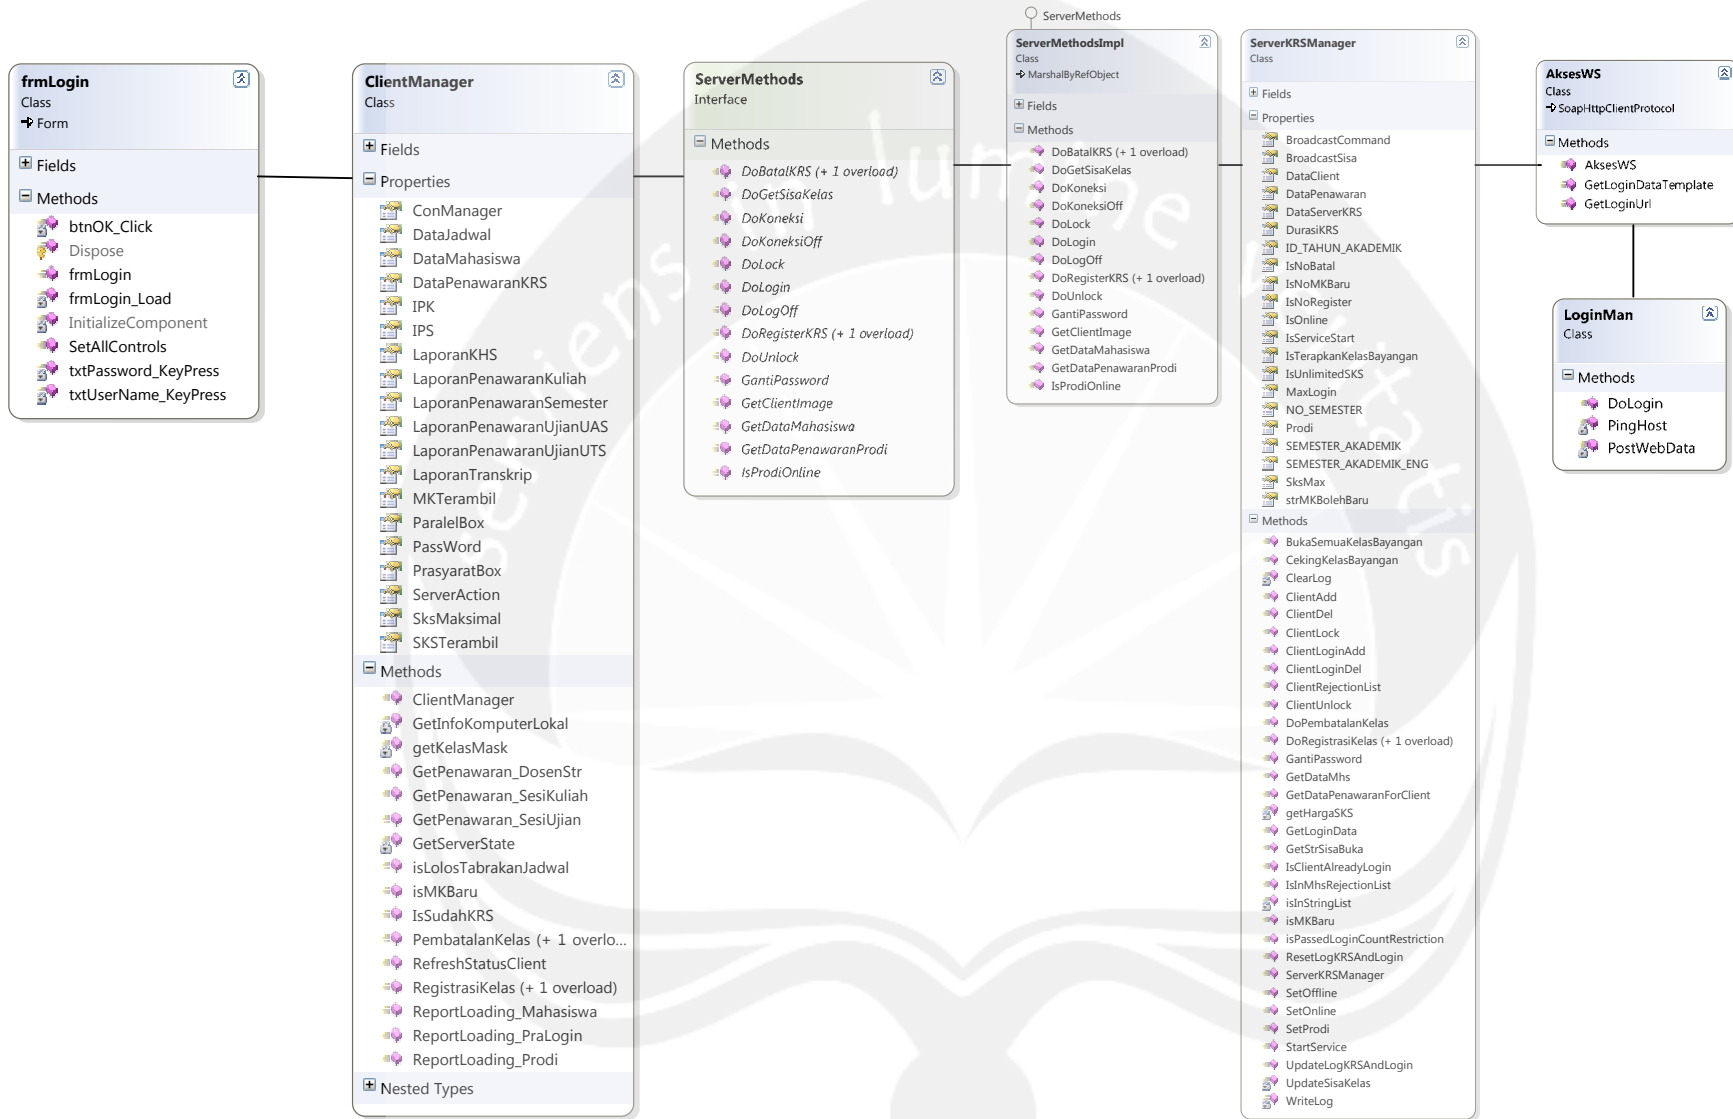 frmLogin
Class
Form
Fields
Methods
btnOK_Click
Dispose
frmLogin
frmLogin_Load
InitializeComponent
SetAllControls
txtPassword_KeyPress
txtUserName_KeyPress
ClientManager
Class
Fields
Properties
ConManager
DataJadwal
DataMahasiswa
DataPenawaranKRS
IPK
IPS
LaporanKHS
LaporanPenawaranKuliah
LaporanPenawaranSemester
LaporanPenawaranUjianUAS
LaporanPenawaranUjianUTS
LaporanTranskrip
MKTerambil
ParalelBox
PassWord
PrasyaratBox
ServerAction
SksMaksimal
SKSTerambil
Methods
ClientManager
GetInfoKomputerLokal
getKelasMask
GetPenawaran_DosenStr
GetPenawaran_SesiKuliah
GetPenawaran_SesiUjian
GetServerState
isLolosTabrakanJadwal
isMKBaru
IsSudahKRS
PembatalanKelas (+ 1 overlo...
RefreshStatusClient
RegistrasiKelas (+ 1 overload)
ReportLoading_Mahasiswa
ReportLoading_PraLogin
ReportLoading_Prodi
Nested Types
ServerMethods
Interface
Methods
DoBatalKRS (+ 1 overload)
DoGetSisaKelas
DoKoneksi
DoKoneksiOff
DoLock
DoLogin
DoLogOff
DoRegisterKRS (+ 1 overload)
DoUnlock
GantiPassword
GetClientImage
GetDataMahasiswa
GetDataPenawaranProdi
IsProdiOnline
ServerMethods
ServerMethodsImpl
Class
MarshalByRefObject
Fields
Methods
DoBatalKRS (+ 1 overload)
DoGetSisaKelas
DoKoneksi
DoKoneksiOff
DoLock
DoLogin
DoLogOff
DoRegisterKRS (+ 1 overload)
DoUnlock
GantiPassword
GetClientImage
GetDataMahasiswa
GetDataPenawaranProdi
IsProdiOnline
ServerKRSManager
Class
Fields
Properties
BroadcastCommand
BroadcastSisa
DataClient
DataPenawaran
DataServerKRS
DurasiKRS
ID_TAHUN_AKADEMIK
IsNoBatal
IsNoMKBaru
IsNoRegister
IsOnline
IsServiceStart
IsTerapkanKelasBayangan
IsUnlimitedSKS
MaxLogin
NO_SEMESTER
Prodi
SEMESTER_AKADEMIK
SEMESTER_AKADEMIK_ENG
SksMax
strMKBolehBaru
Methods
BukaSemuaKelasBayangan
CekingKelasBayangan
ClearLog
ClientAdd
ClientDel
ClientLock
ClientLoginAdd
ClientLoginDel
ClientRejectionList
ClientUnlock
DoPembatalanKelas
DoRegistrasiKelas (+ 1 overload)
GantiPassword
GetDataMhs
GetDataPenawaranForClient
getHargaSKS
GetLoginData
GetStrSisaBuka
IsClientAlreadyLogin
IsInMhsRejectionList
isInStringList
isMKBaru
isPassedLoginCountRestriction
ResetLogKRSAndLogin
ServerKRSManager
SetOffline
SetOnline
SetProdi
StartService
UpdateLogKRSAndLogin
UpdateSisaKelas
WriteLog
AksesWS
Class
SoapHttpClientProtocol
Methods
AksesWS
GetLoginDataTemplate
GetLoginUrl
LoginMan
Class
Methods
DoLogin
PingHost
PostWebData
serviens in lumine veritatis